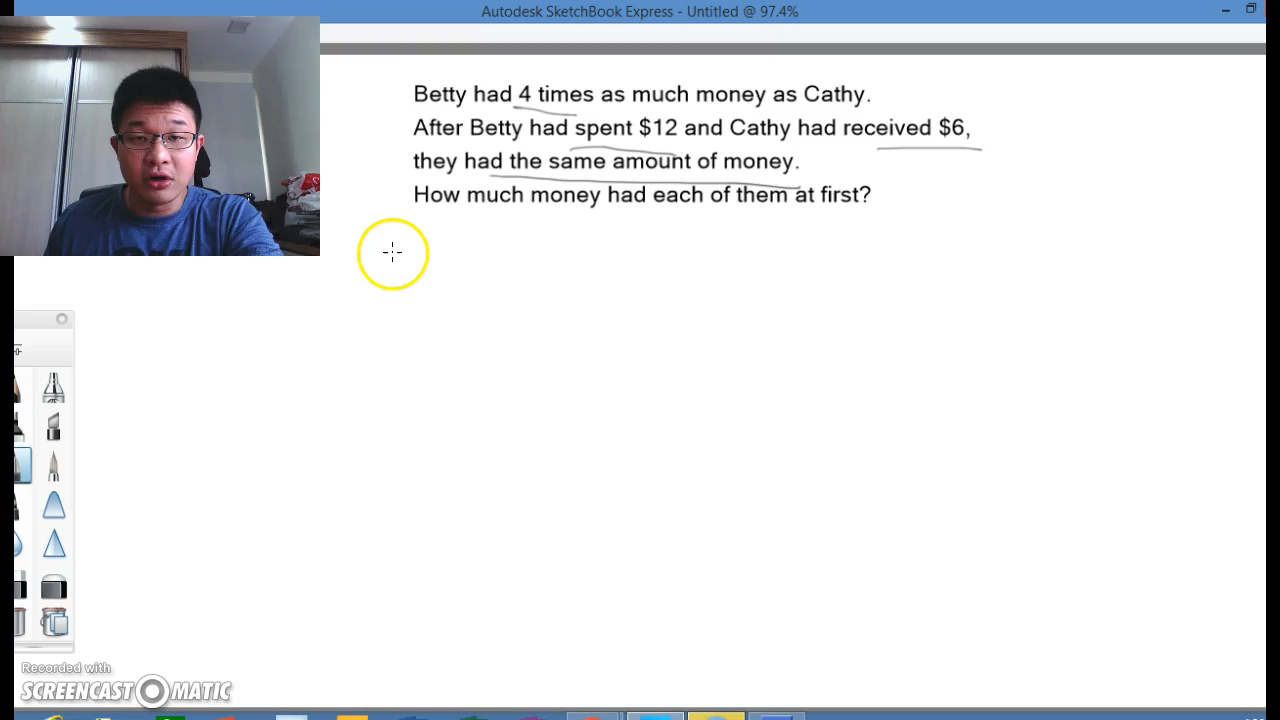 Autodesk SketchBook Express - Untitled @ 97.4%
Betty had 4 times as much money as Cathy.
After Betty had spent $12 and Cathy had received $6,
they had the same amount of money.
How much money had each of them at first?
Recorded with
SCREENCAST MATIC